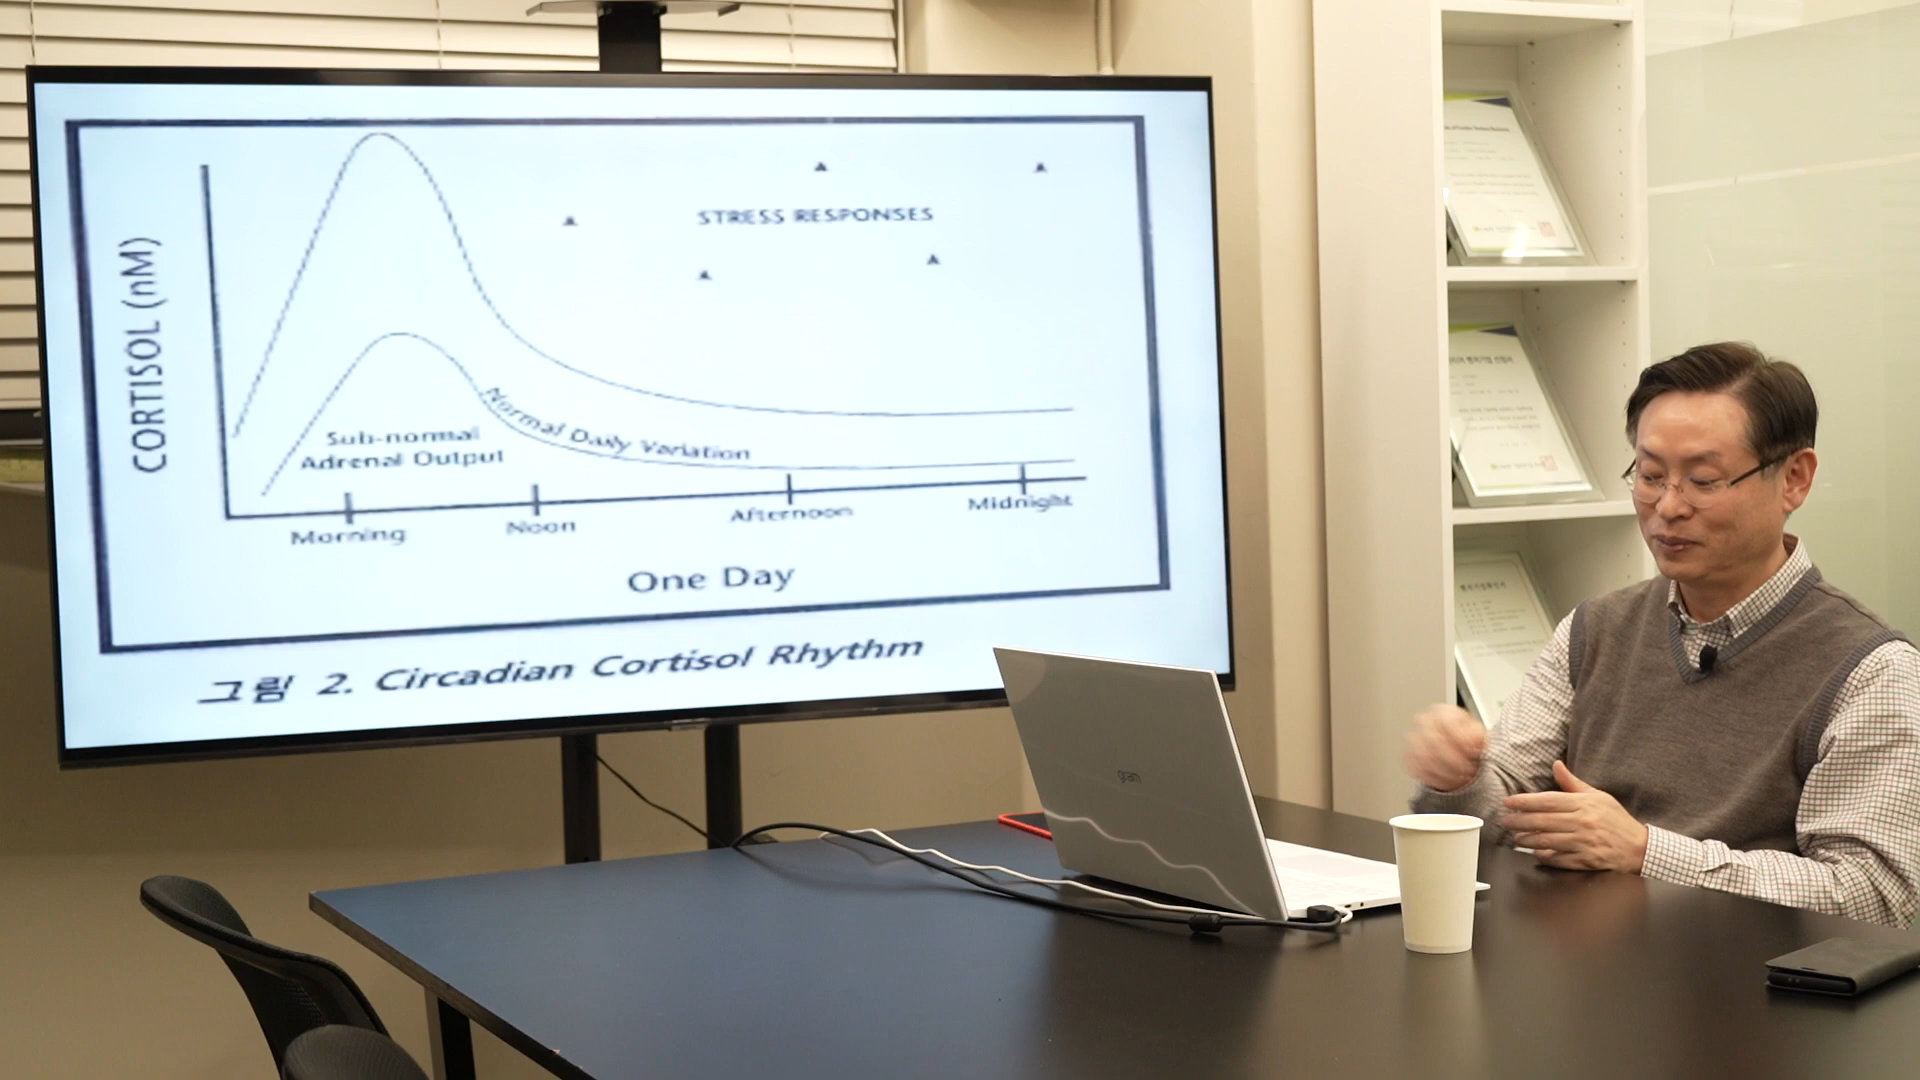 STRESS RESPONSES
CORTISOL (nM)
Normal Daily Variation
Sub-normal
Adrenal Output
Morning
Noon
Afternoon
Midnight
One Day
그림 2. Circadian Cortisol Rhythm
gram